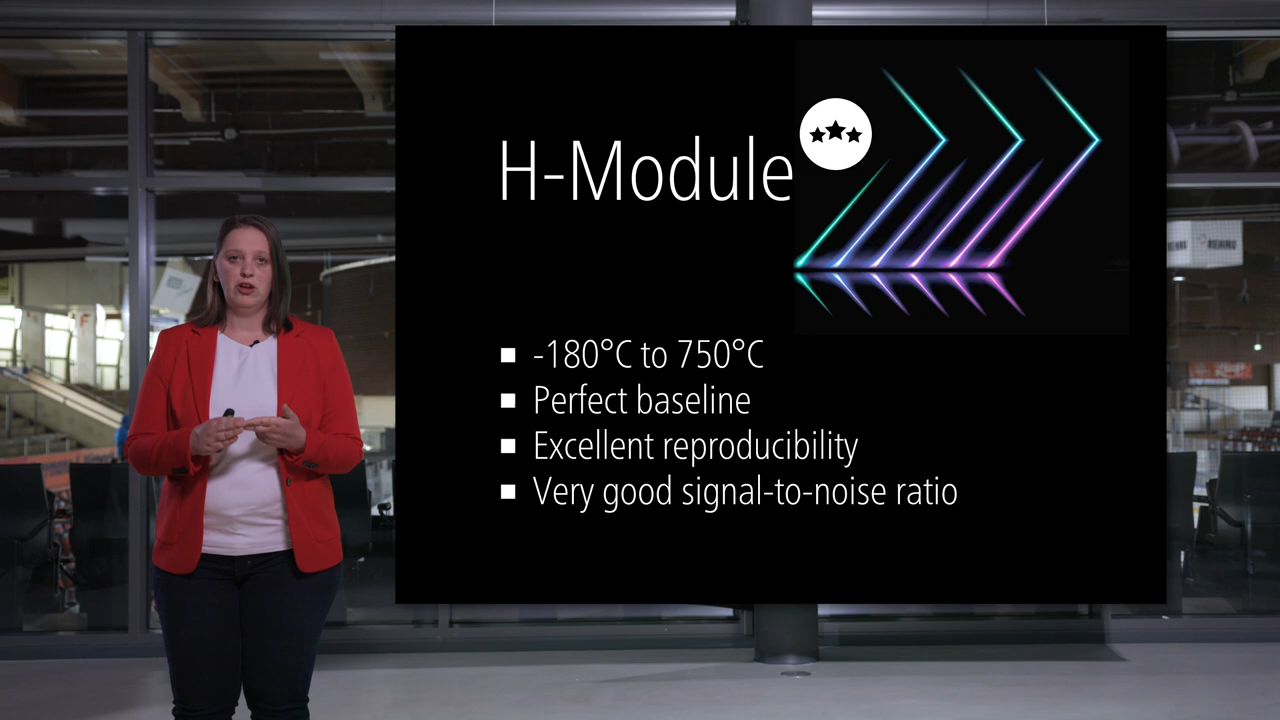 H-Module
-180°C to 750°C
Perfect baseline
Excellent reproducibility
Very good signal-to-noise ratio